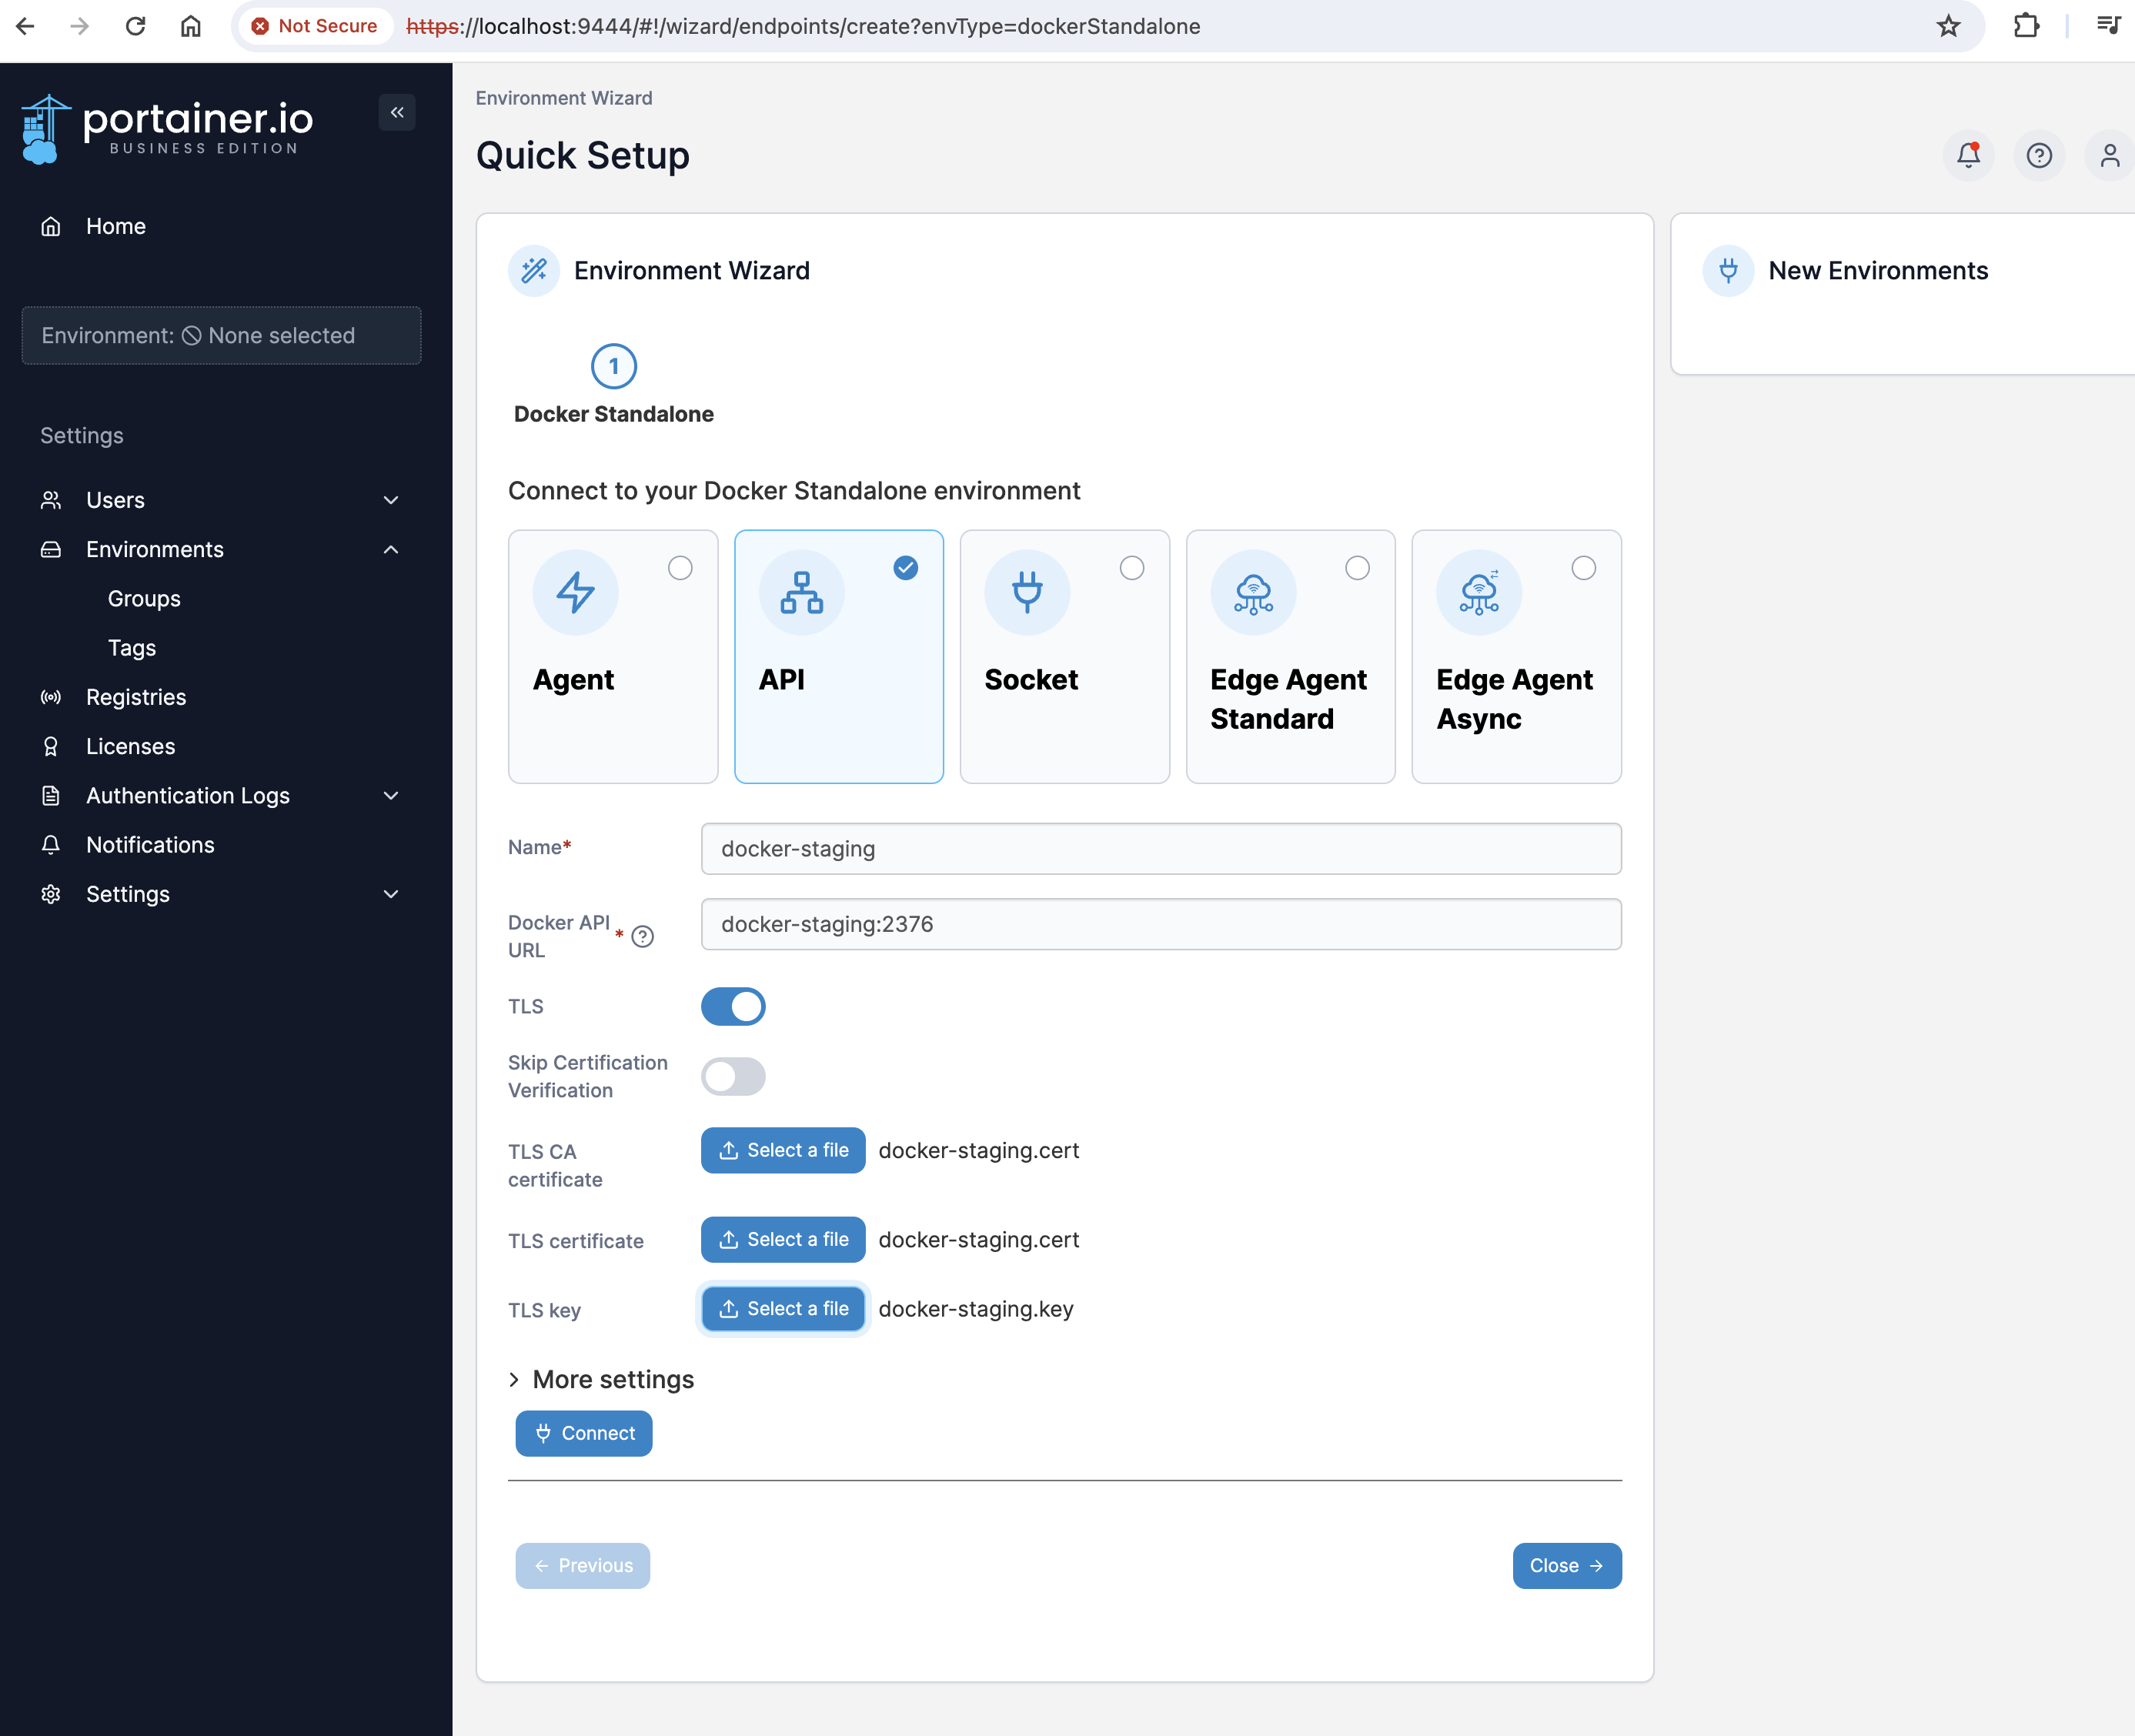 Not Secure https://localhost:9444/#!/wizard/endpoints/create?envType=dockerStandalone
portainer.io
BUSINESS EDITION
Home
Environment: None selected
Settings
Users
Environments
Groups
Tags
Registries
Licenses
Authentication Logs
Notifications
Settings
Environment Wizard
Quick Setup
Environment Wizard
1
Docker Standalone
Connect to your Docker Standalone environment
Agent
API
Socket
Edge Agent
Standard
Edge Agent
Async
Name*
docker-staging
Docker API
URL
* ?
docker-staging:2376
TLS
Skip Certification
Verification
TLS CA
certificate
Select a file docker-staging.cert
TLS certificate
Select a file docker-staging.cert
TLS key
Select a file docker-staging.key
More settings
Connect
Previous
Close
New Environments